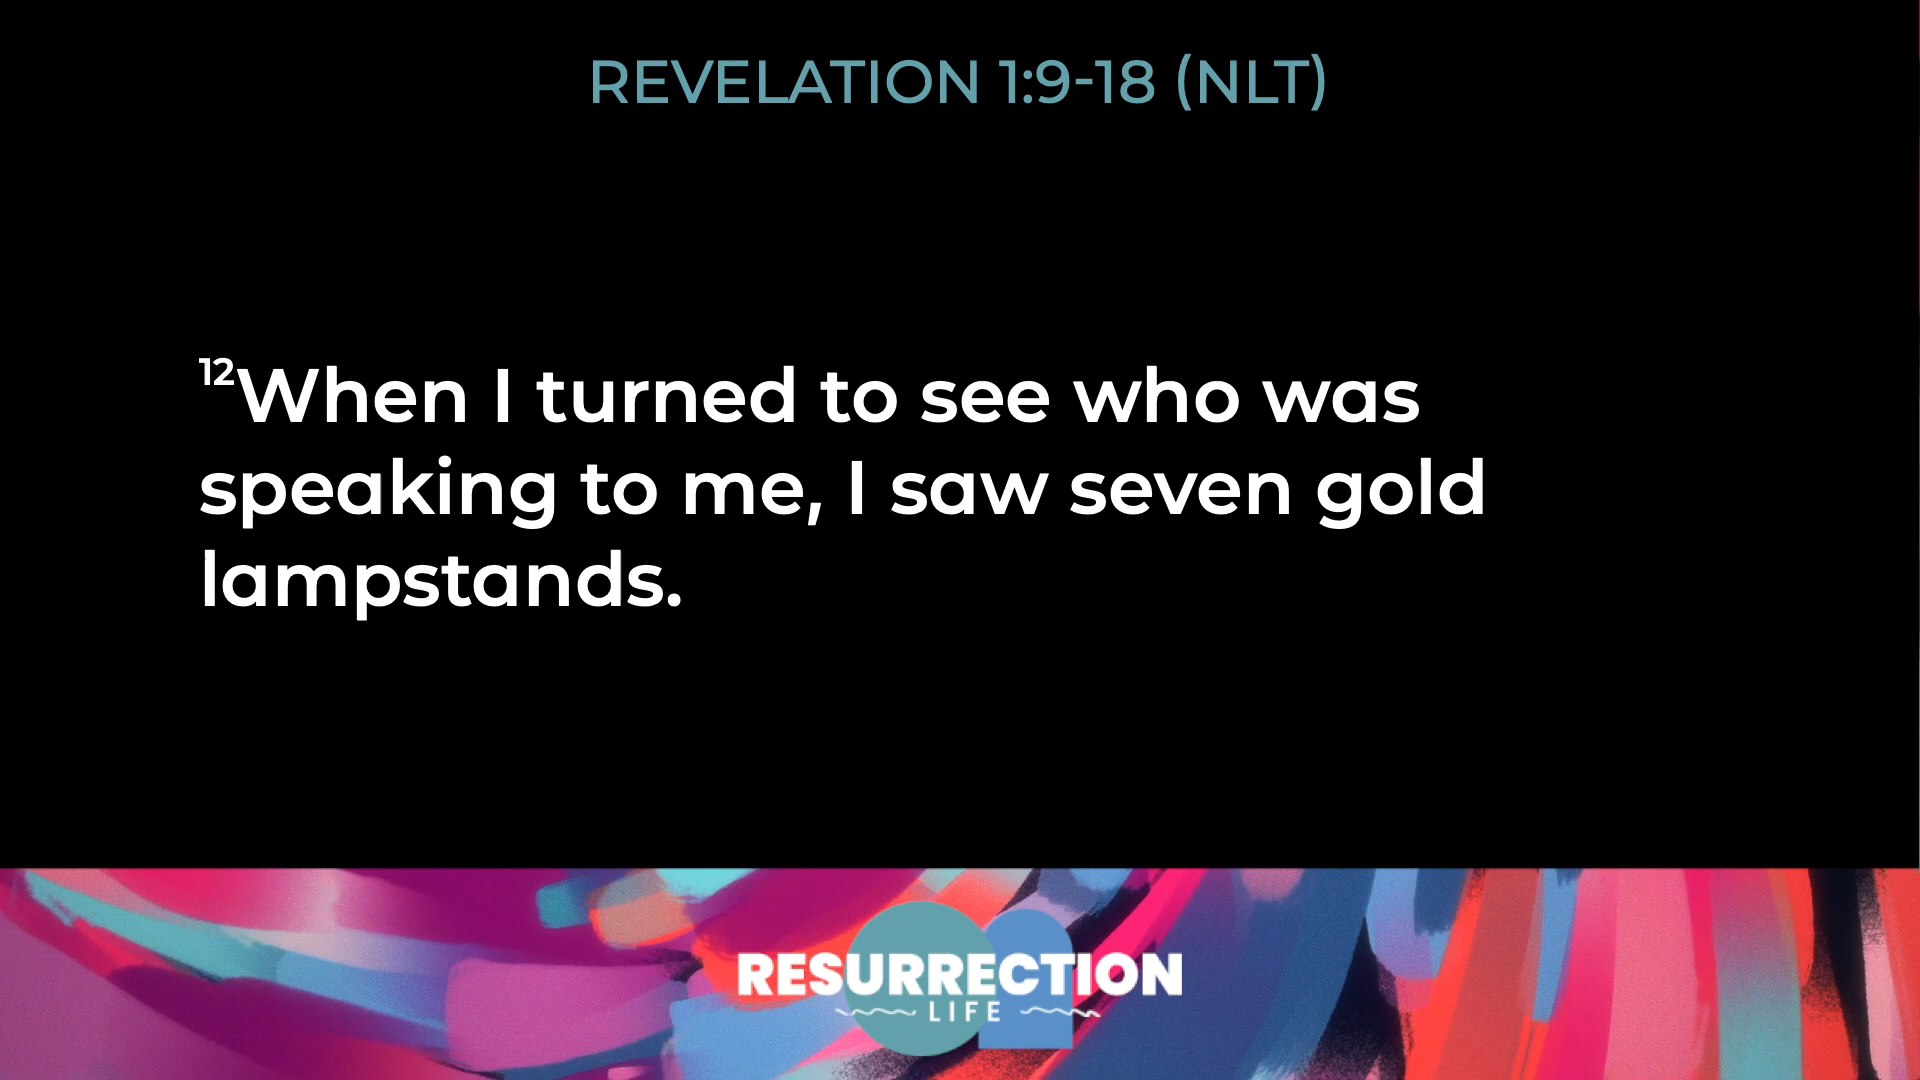 REVELATION 1:9-18 (NLT)
12When I turned to see who was
speaking to me, I saw seven gold
lampstands.
RESURRECTION
LIFE